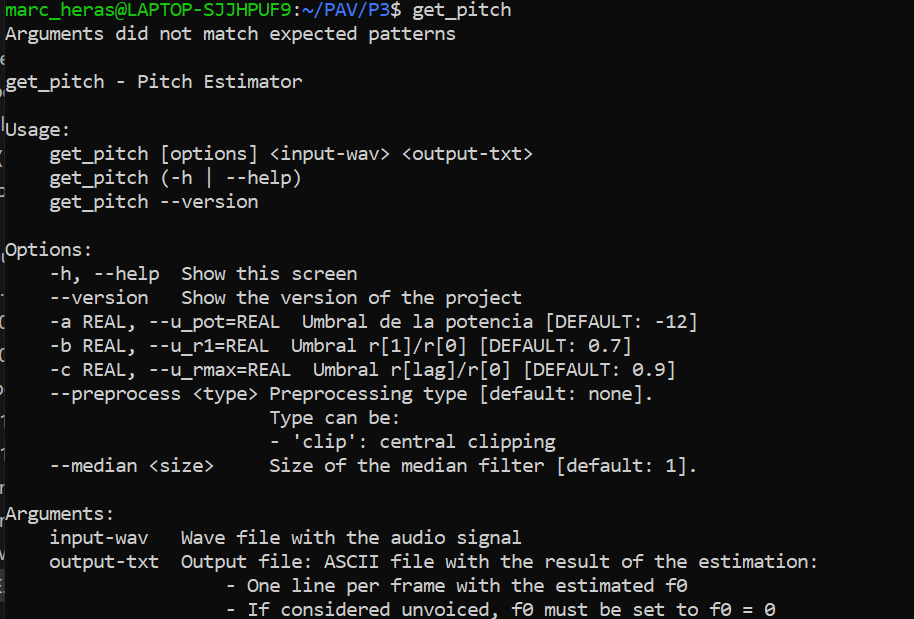 marc_heras@LAPTOP-SJJHPUF9:~/PAV/P3$ get_pitch
Arguments did not match expected patterns
get_pitch - Pitch Estimator
Usage:
get_pitch [options] <input-wav> <output-txt>
get_pitch (-h | --help)
get_pitch --version
Options:
-h, --help Show this screen
--version Show the version of the project
-a REAL, --u_pot=REAL Umbral de la potencia [DEFAULT: -12]
-b REAL, --u_r1=REAL Umbral r[1]/r[0] [DEFAULT: 0.7]
-c REAL, --u_rmax=REAL Umbral r[lag]/r[0] [DEFAULT: 0.9]
--preprocess <type> Preprocessing type [default: none].
Type can be:
- 'clip': central clipping
--median <size> Size of the median filter [default: 1].
Arguments:
input-wav Wave file with the audio signal
output-txt Output file: ASCII file with the result of the estimation:
- One line per frame with the estimated f0
- If considered unvoiced, f0 must be set to f0 = 0